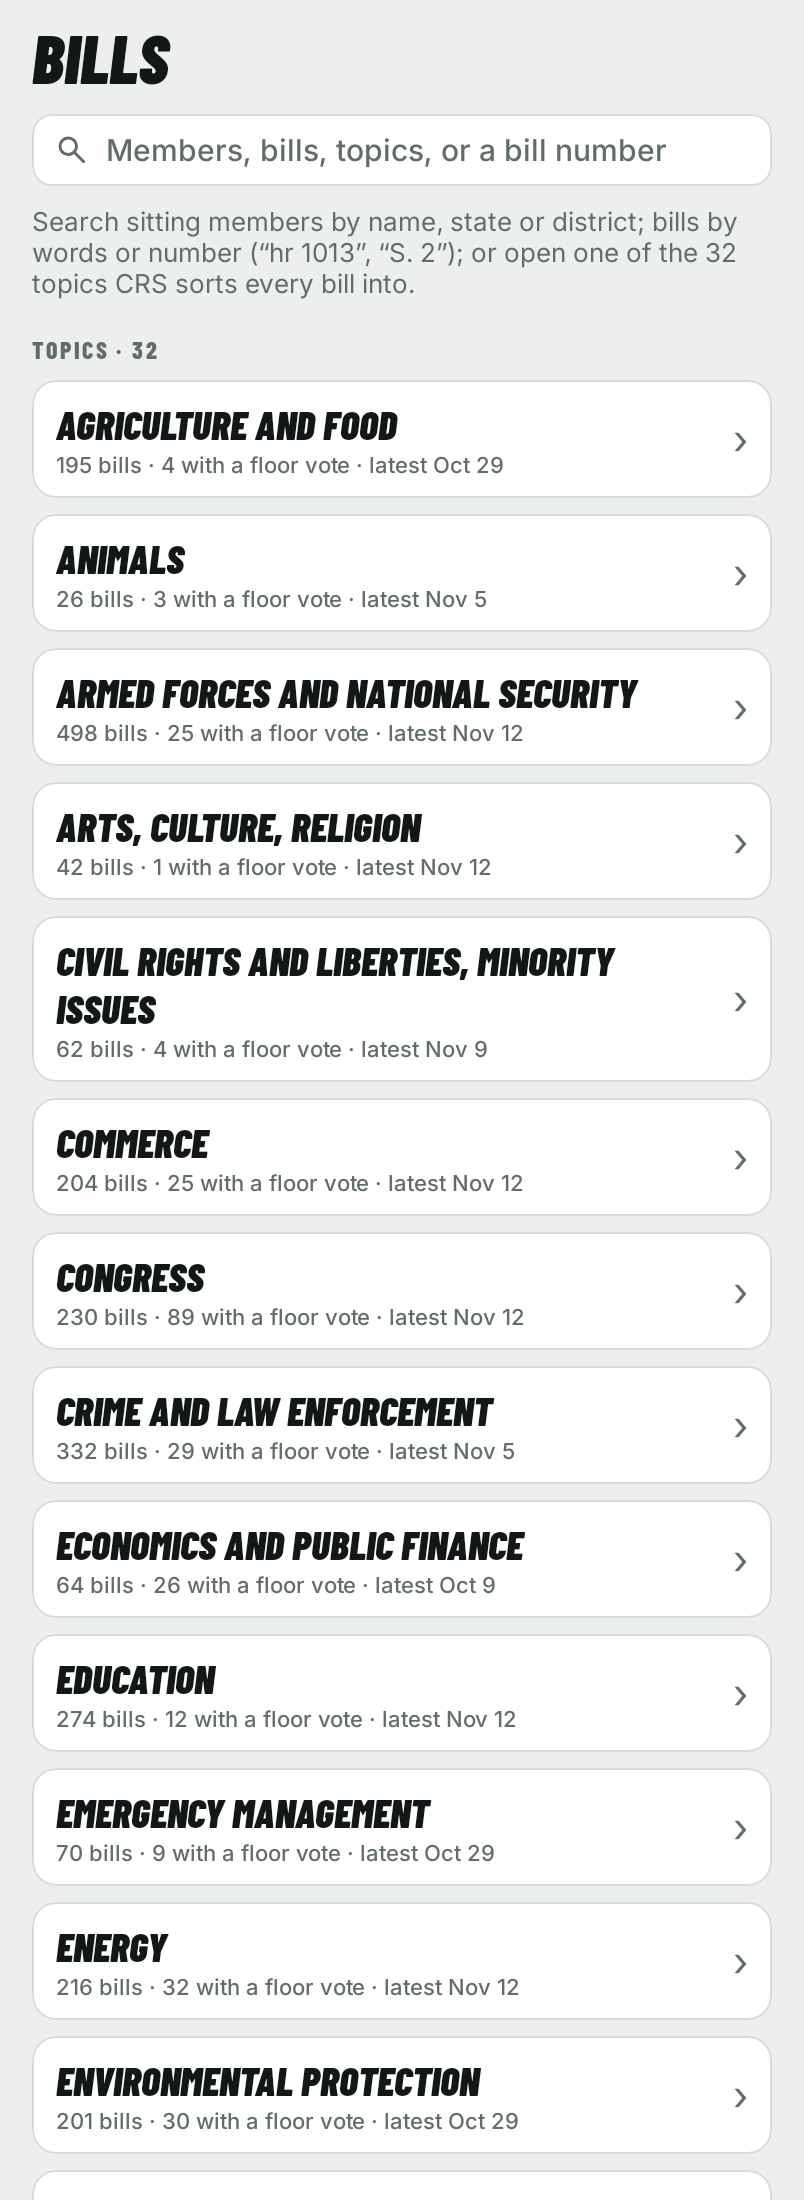 BILLS
Members, bills, topics, or a bill number
Search sitting members by name, state or district; bills by
words or number (“hr 1013”, “S. 2”); or open one of the 32
topics CRS sorts every bill into.
TOPICS · 32
AGRICULTURE AND FOOD
195 bills · 4 with a floor vote · latest Oct 29
ANIMALS
26 bills · 3 with a floor vote · latest Nov 5
ARMED FORCES AND NATIONAL SECURITY
498 bills · 25 with a floor vote · latest Nov 12
ARTS, CULTURE, RELIGION
42 bills · 1 with a floor vote · latest Nov 12
CIVIL RIGHTS AND LIBERTIES, MINORITY
ISSUES
62 bills · 4 with a floor vote · latest Nov 9
COMMERCE
204 bills · 25 with a floor vote · latest Nov 12
CONGRESS
230 bills · 89 with a floor vote · latest Nov 12
CRIME AND LAW ENFORCEMENT
332 bills · 29 with a floor vote · latest Nov 5
ECONOMICS AND PUBLIC FINANCE
64 bills · 26 with a floor vote · latest Oct 9
EDUCATION
274 bills · 12 with a floor vote · latest Nov 12
EMERGENCY MANAGEMENT
70 bills · 9 with a floor vote · latest Oct 29
ENERGY
216 bills · 32 with a floor vote · latest Nov 12
ENVIRONMENTAL PROTECTION
201 bills · 30 with a floor vote · latest Oct 29